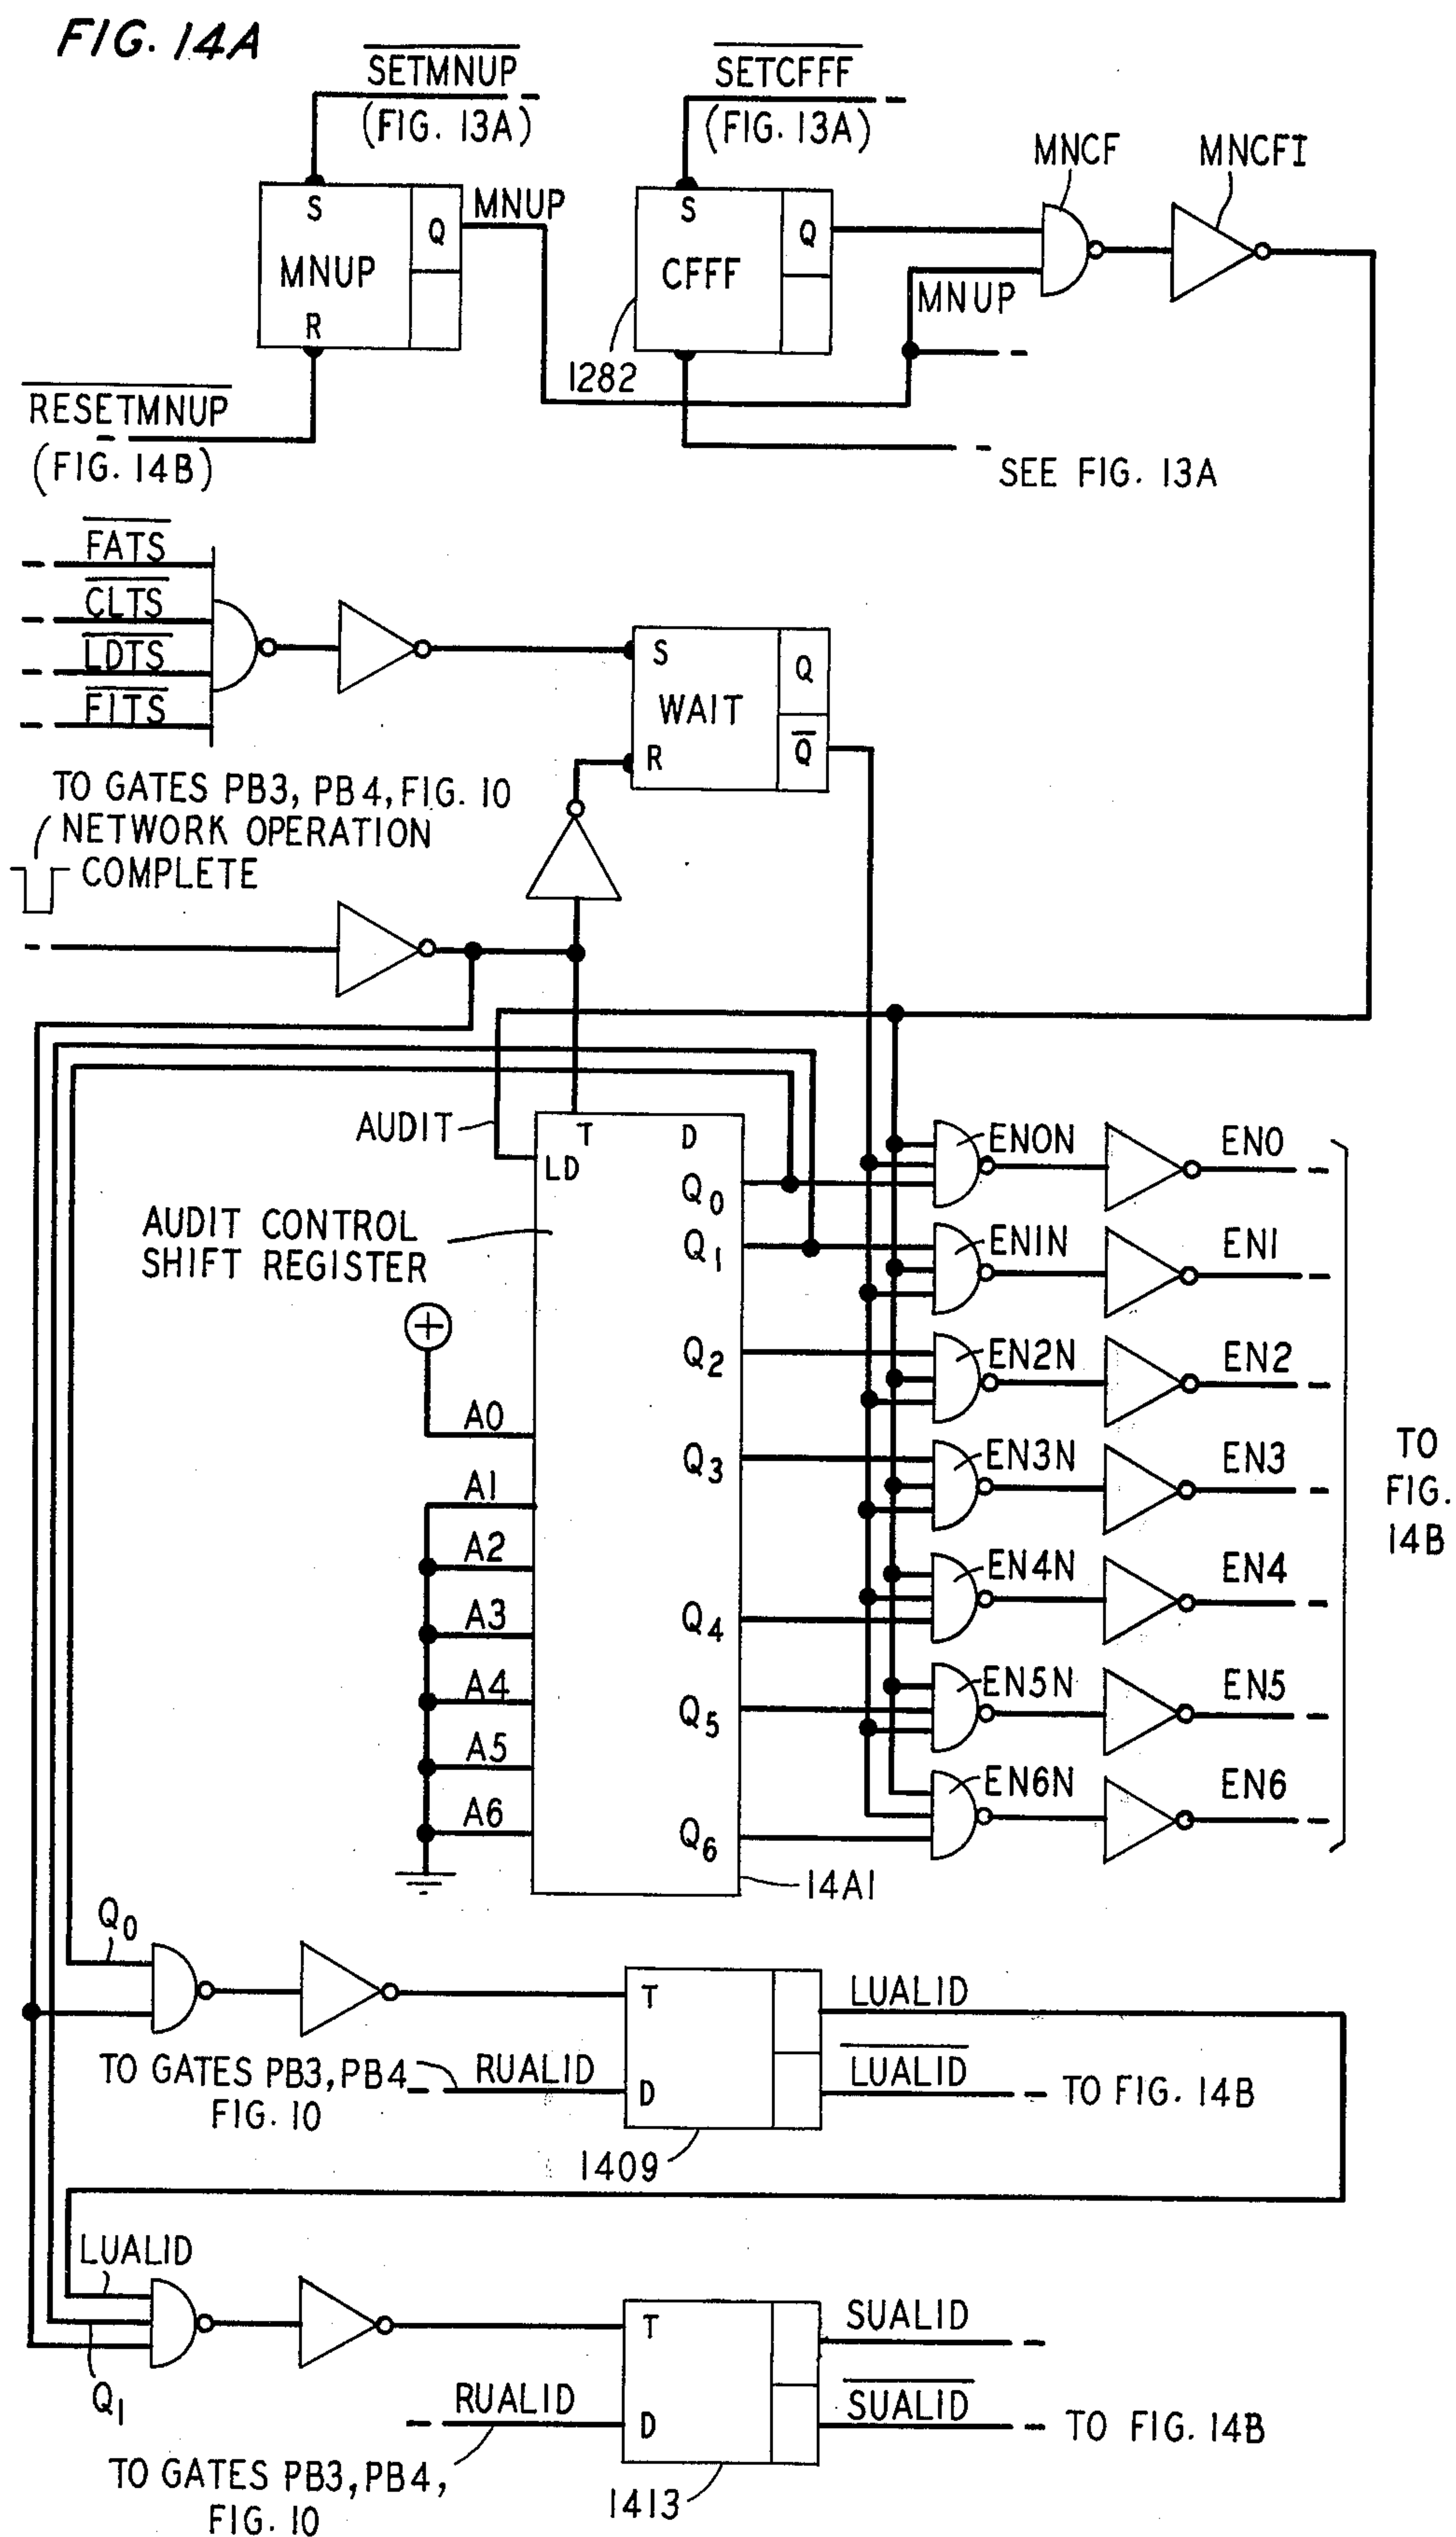 FIG. 14A
SETMNUP
(FIG. 13A)
SETCFFF
(FIG. 13A)
MNCF
MNCFI
S
MNUP
R
Q
MNUP
S
CFFF
Q
MNUP
1282
RESETMNUP
(FIG. 14B)
SEE FIG. 13A
FATS
CLTS
LDTS
FITS
S
WAIT
R
Q
Q
TO GATES PB3, PB4, FIG. 10
NETWORK OPERATION
COMPLETE
AUDIT
T
D
LD
AUDIT CONTROL
SHIFT REGISTER
Q0
Q1
Q2
Q3
Q4
Q5
Q6
A0
A1
A2
A3
A4
A5
A6
14A1
EN0N
EN0
EN1N
EN1
EN2N
EN2
EN3N
EN3
EN4N
EN4
EN5N
EN5
EN6N
EN6
TO
FIG.
14B
Q0
T
D
LUALID
LUALID
TO FIG. 14B
TO GATES PB3, PB4
FIG. 10
RUALID
1409
LUALID
Q1
T
D
SUALID
SUALID
TO FIG. 14B
RUALID
TO GATES PB3, PB4,
FIG. 10
1413